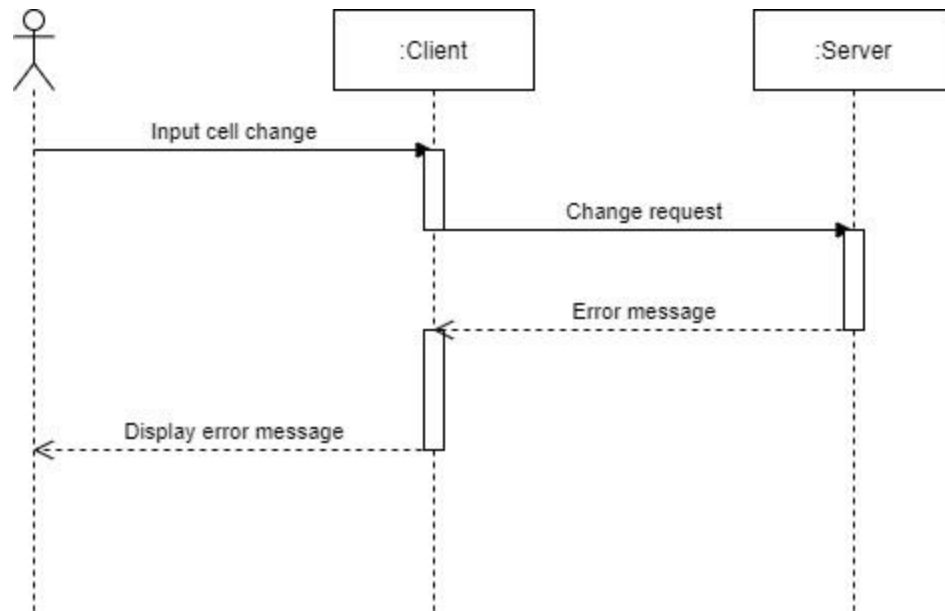 :Client
:Server
Input cell change
Change request
Error message
Display error message